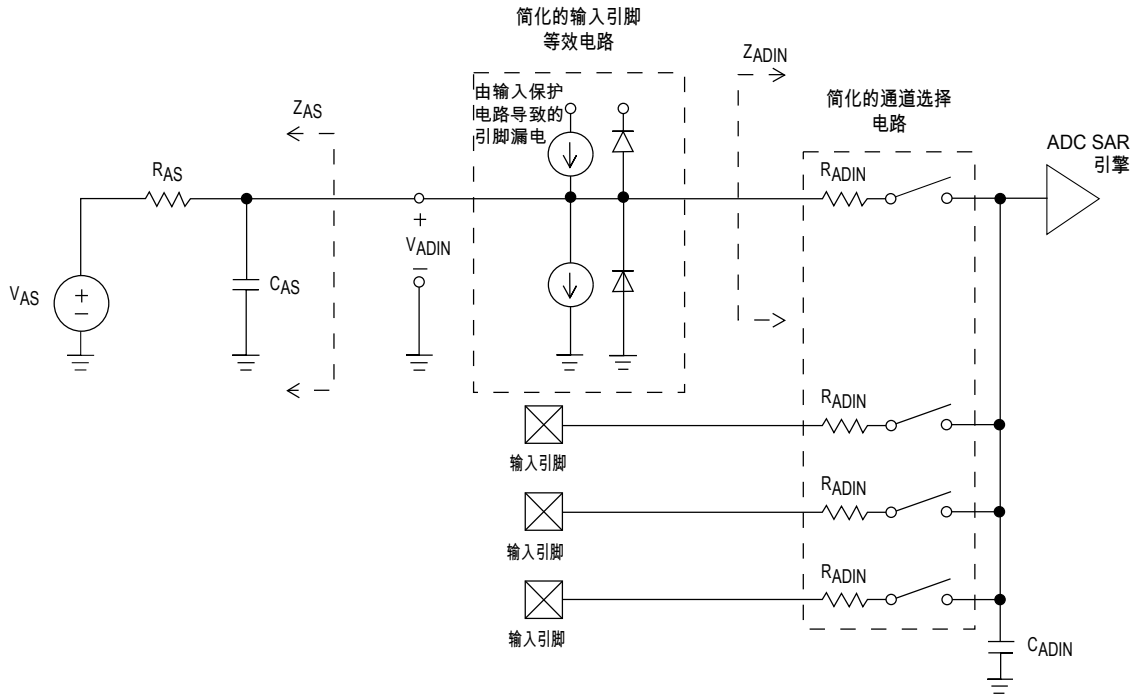 简化的输入引脚
等效电路
Z_ADIN
由输入保护
电路导致的
引脚漏电
简化的通道选择
电路
Z_AS
ADC SAR
引擎
R_AS
R_ADIN
+
V_ADIN
–
C_AS
V_AS
+
–
R_ADIN
输入引脚
R_ADIN
输入引脚
R_ADIN
输入引脚
C_ADIN